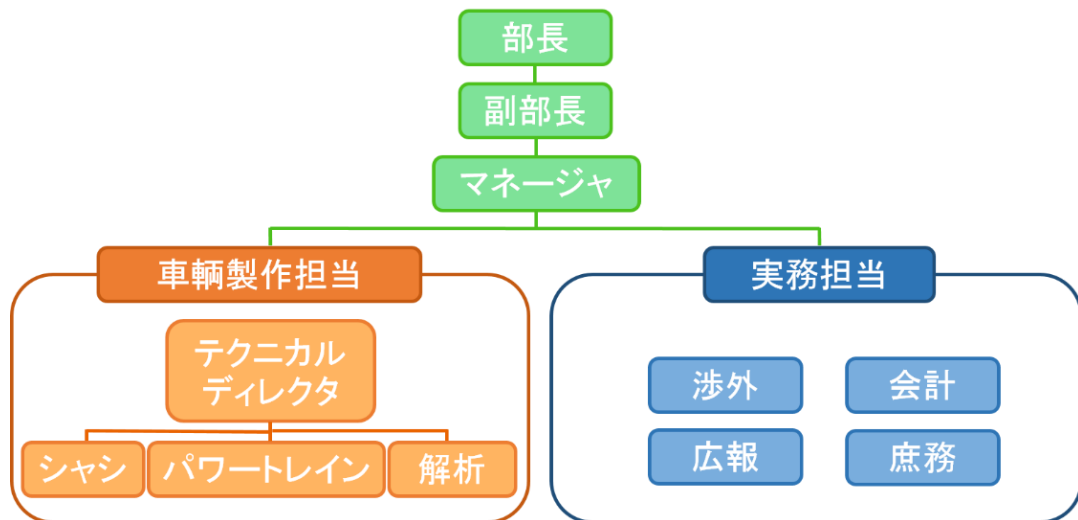 部長
副部長
マネージャ
車輌製作担当
テクニカル
ディレクタ
シャシ
パワートレイン
解析
実務担当
渉外
会計
広報
庶務